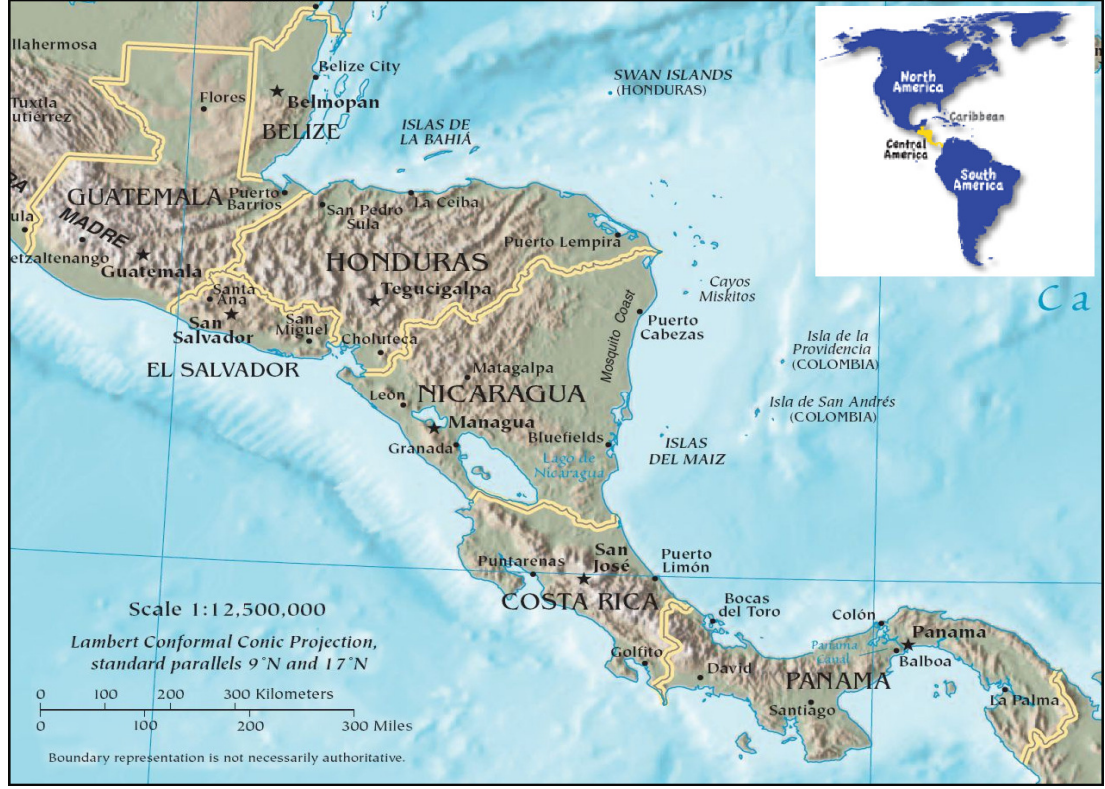 llahermosa
Tuxtla
utiérrez
Flores
Belize City
Belmopan
BELIZE
ISLAS DE
LA BAHIÁ
SWAN ISLANDS
(HONDURAS)
North
America
Caribbean
Central
America
South
America
GUATEMALA
MADRE
ula
etzaltenango
Guatemala
Puerto
Barrios
San Pedro
Sula
La Ceiba
Puerto Lempira
HONDURAS
Tegucigalpa
Cayos
Miskitos
Ca
Santa
Ana
San
Salvador
San
Miguel
EL SALVADOR
Choluteca
Mosquito Coast
Puerto
Cabezas
Isla de la
Providencia
(COLOMBIA)
Isla de San Andrés
(COLOMBIA)
Matagalpa
NICARAGUA
León
Managua
Granada
Bluefields
Lago de
Nicaragua
ISLAS
DEL MAIZ
Puntarenas
San
José
Puerto
Limón
COSTA RICA
Bocas
del Toro
Colón
Panama
Panama
Canal
Balboa
Golfito
David
PANAMA
Santiago
La Palma
Scale 1:12,500,000
Lambert Conformal Conic Projection,
standard parallels 9°N and 17°N
0 100 200 300 Kilometers
0 100 200 300 Miles
Boundary representation is not necessarily authoritative.